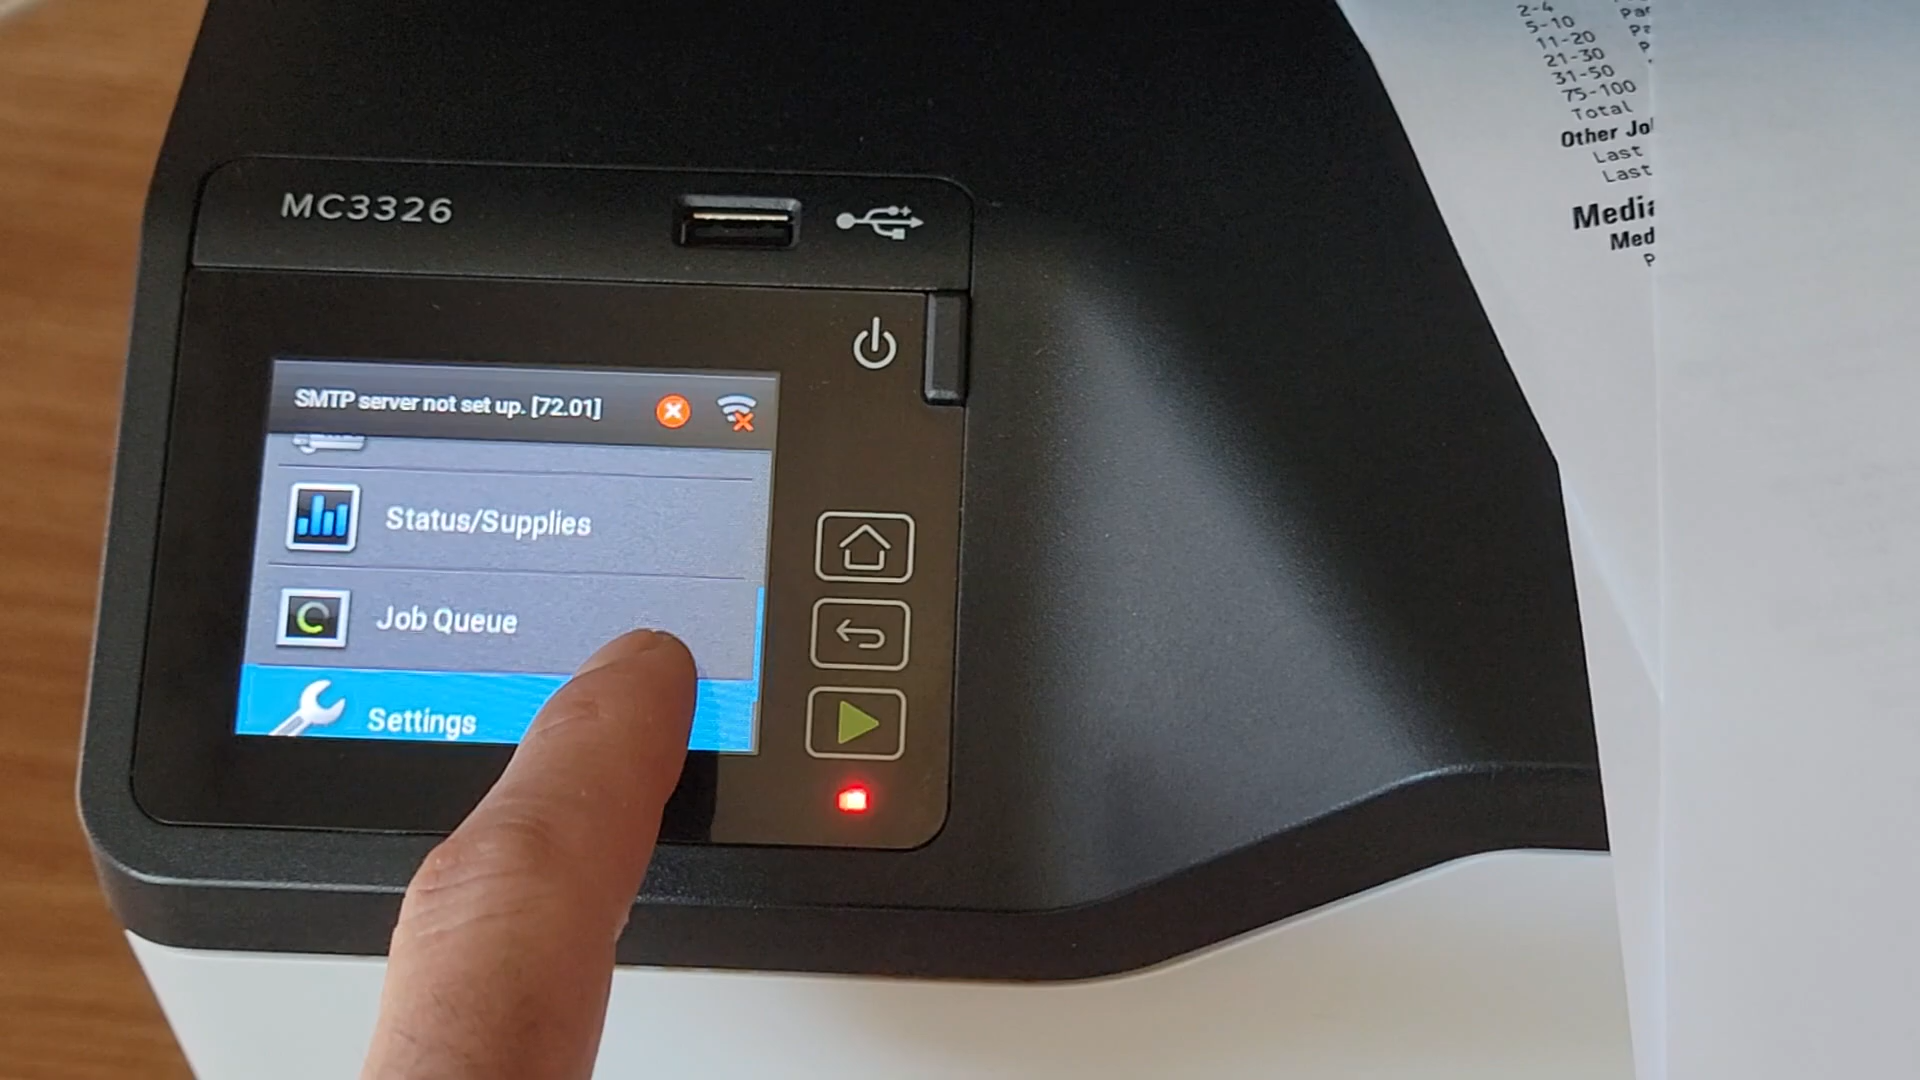 MC3326
SMTP server not set up. [72.01]
Status/Supplies
Job Queue
Settings
2-4
5-10
11-20
21-30
31-50
75-100
Total
Other
Last
Last